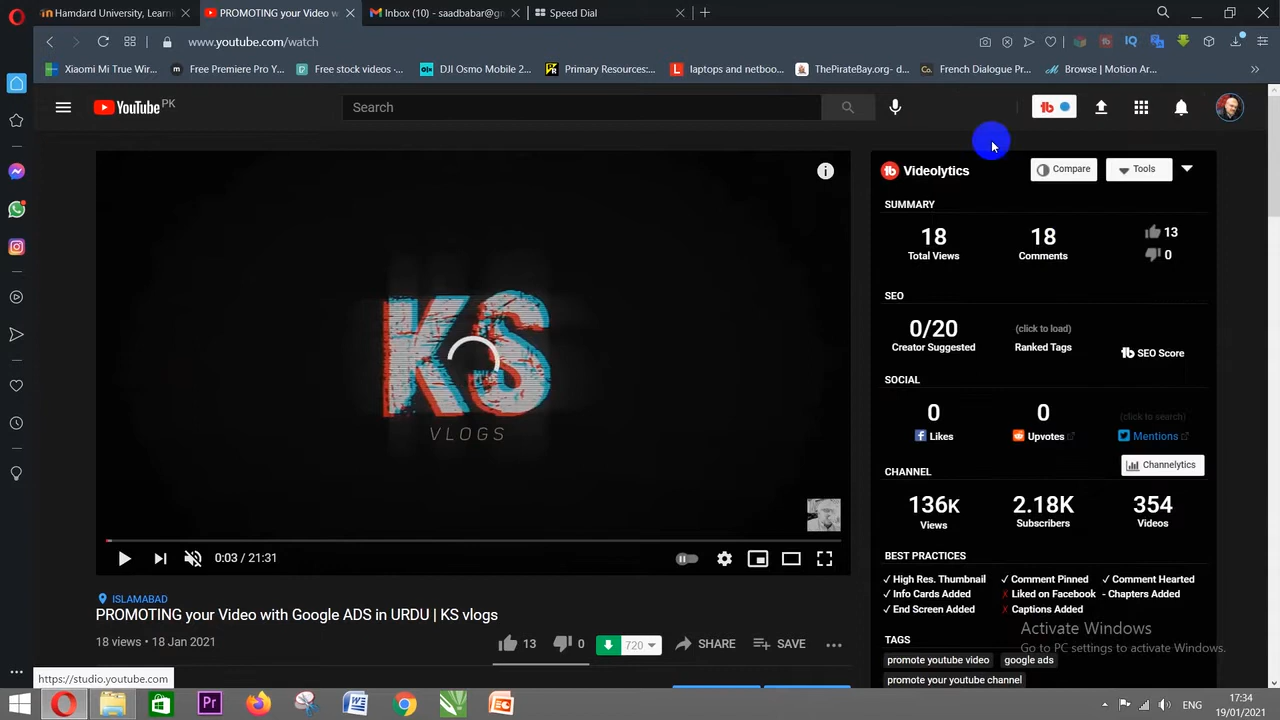 Hamdard University, Learni
PROMOTING your Video w
Inbox (10) - saadbabar@gm
Speed Dial
www.youtube.com/watch
IQ
Xiaomi Mi True Wir...
Free Premiere Pro Y...
Free stock videos -...
DJI Osmo Mobile 2...
Primary Resources:...
laptops and netboo...
ThePirateBay.org- d...
French Dialogue Pr...
Browse | Motion Ar...
YouTube PK
Search
tb
Videolytics
Compare
Tools
SUMMARY
18
18
13
Total Views
Comments
0
SEO
0/20
(click to load)
Creator Suggested
Ranked Tags
SEO Score
SOCIAL
0
0
(click to search)
Likes
Upvotes
Mentions
CHANNEL
Channelytics
136K
2.18K
354
Views
Subscribers
Videos
BEST PRACTICES
✓ High Res. Thumbnail
✓ Comment Pinned
✓ Comment Hearted
✓ Info Cards Added
✗ Liked on Facebook
- Chapters Added
✓ End Screen Added
✗ Captions Added
TAGS
promote youtube video
google ads
promote your youtube channel
KS
VLOGS
0:03 / 21:31
ISLAMABAD
PROMOTING your Video with Google ADS in URDU | KS vlogs
18 views • 18 Jan 2021
13
0
720
SHARE
SAVE
Activate Windows
Go to PC settings to activate Windows.
https://studio.youtube.com
Pr
ENG
17:34
19/01/2021